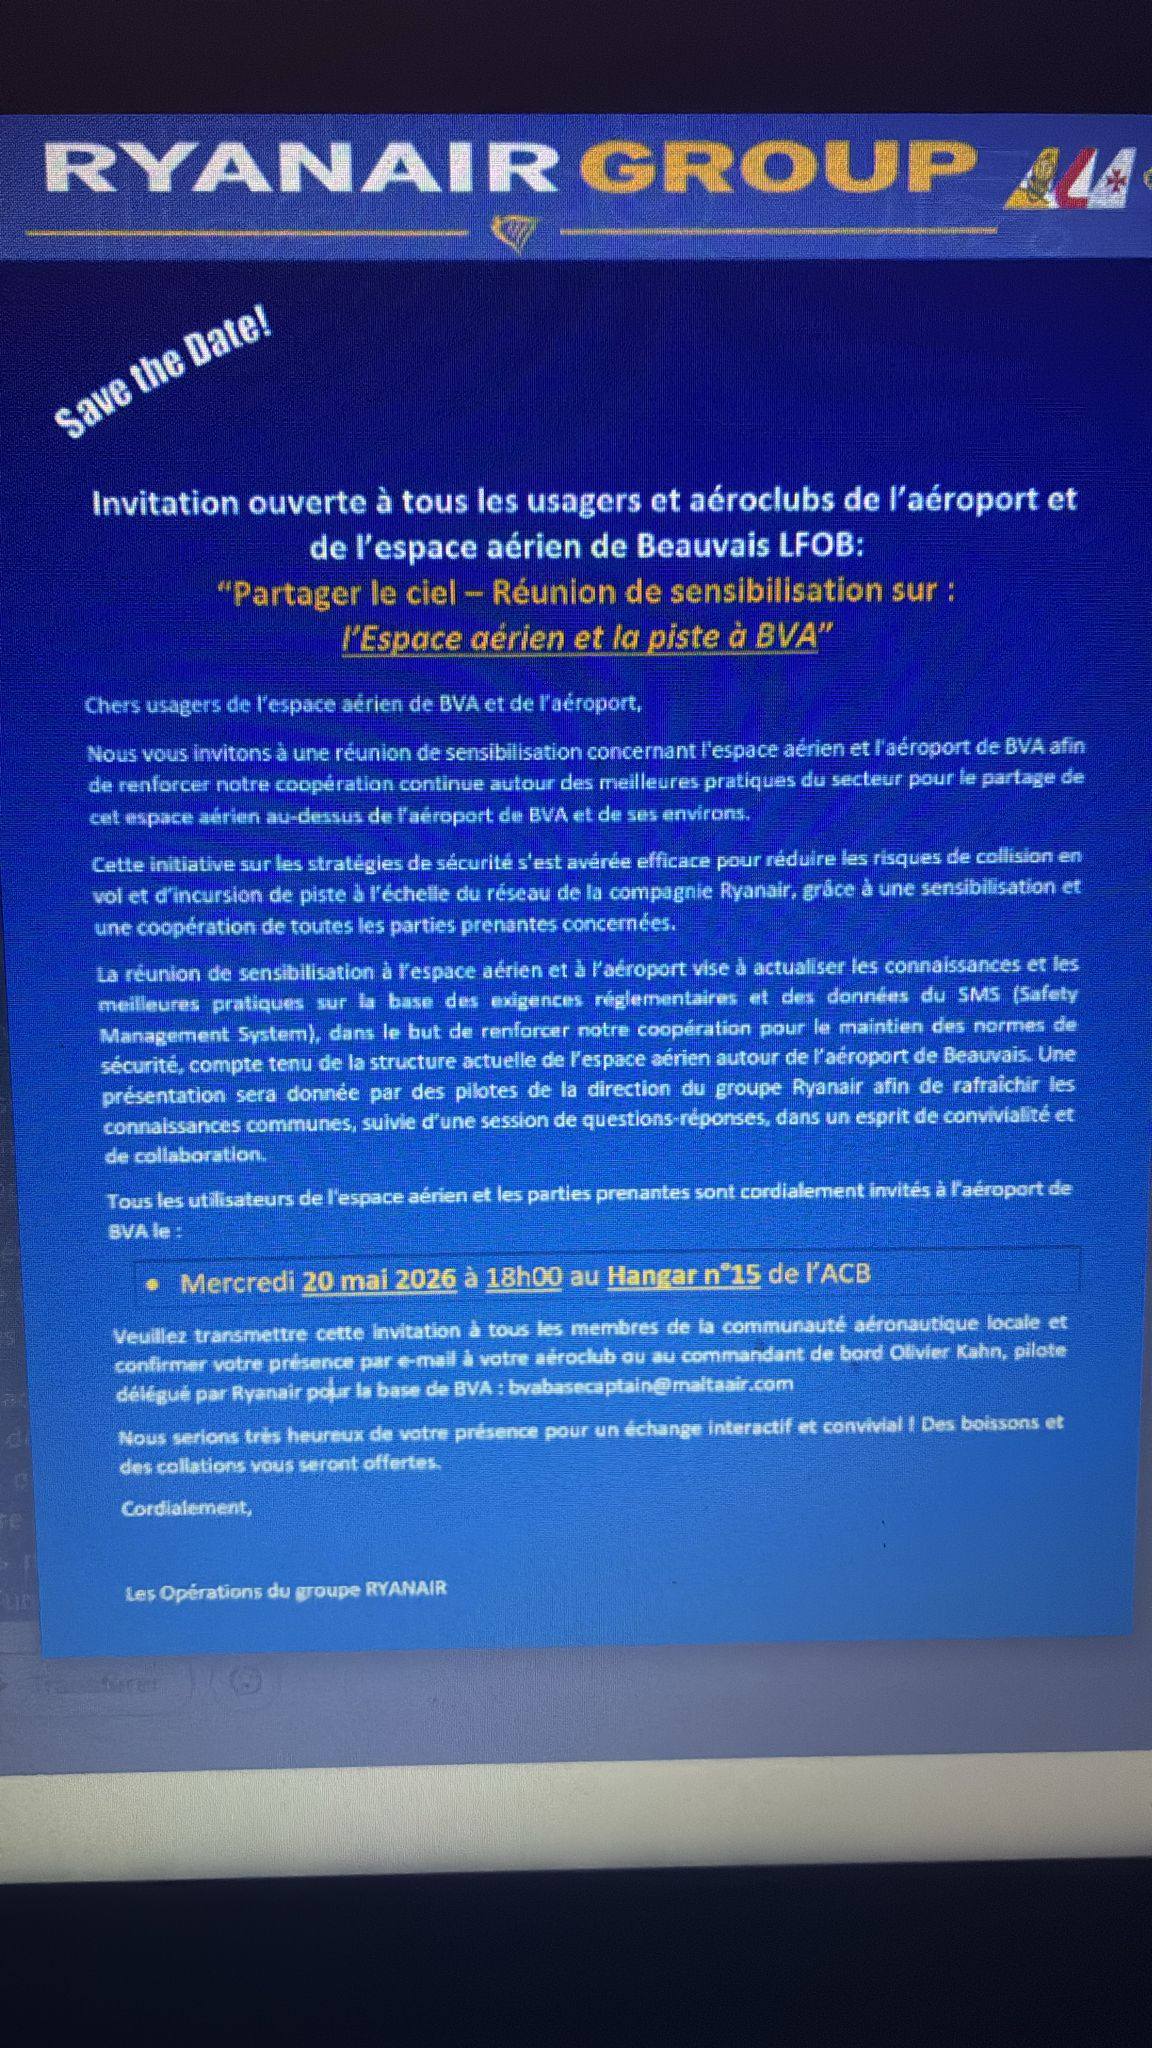 RYANAIR GROUP
Save the Date!
Invitation ouverte à tous les usagers et aéroclubs de l'aéroport et
de l'espace aérien de Beauvais LFOB:
“Partager le ciel – Réunion de sensibilisation sur :
l'Espace aérien et la piste à BVA”
Chers usagers de l'espace aérien de BVA et de l'aéroport,
Nous vous invitons à une réunion de sensibilisation concernant l'espace aérien et l'aéroport de BVA afin
de renforcer notre coopération continue autour des meilleures pratiques du secteur pour le partage de
cet espace aérien au-dessus de l'aéroport de BVA et de ses environs.
Cette initiative sur les stratégies de sécurité s'est avérée efficace pour réduire les risques de collision en
vol et d'incursion de piste à l'échelle du réseau de la compagnie Ryanair, grâce à une sensibilisation et
une coopération de toutes les parties prenantes concernées.
La réunion de sensibilisation à l'espace aérien et à l'aéroport vise à actualiser les connaissances et les
meilleures pratiques sur la base des exigences réglementaires et des données du SMS (Safety
Management System), dans le but de renforcer notre coopération pour le maintien des normes de
sécurité, compte tenu de la structure actuelle de l'espace aérien autour de l'aéroport de Beauvais. Une
présentation sera donnée par des pilotes de la direction du groupe Ryanair afin de rafraîchir les
connaissances communes, suivie d'une session de questions-réponses, dans un esprit de convivialité et
de collaboration.
Tous les utilisateurs de l'espace aérien et les parties prenantes sont cordialement invités à l'aéroport de
BVA le :
• Mercredi 20 mai 2026 à 18h00 au Hangar n°15 de l'ACB
Veuillez transmettre cette invitation à tous les membres de la communauté aéronautique locale et
confirmer votre présence par e-mail à votre aéroclub ou au commandant de bord Olivier Kahn, pilote
délégué par Ryanair pour la base de BVA : bvabasecaptain@maltaair.com
Nous serions très heureux de votre présence pour un échange interactif et convivial ! Des boissons et
des collations vous seront offertes.
Cordialement,
Les Opérations du groupe RYANAIR